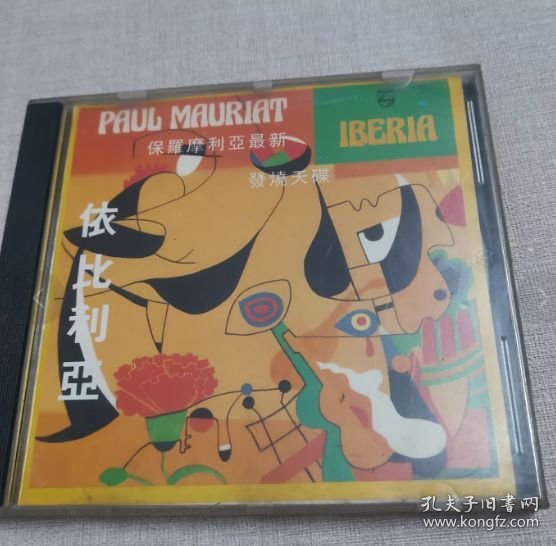 PAUL MAURIAT
IBERIA
保羅摩利亞最新
發燒天碟
依比利亞
孔夫子旧书网
www.kongfz.com